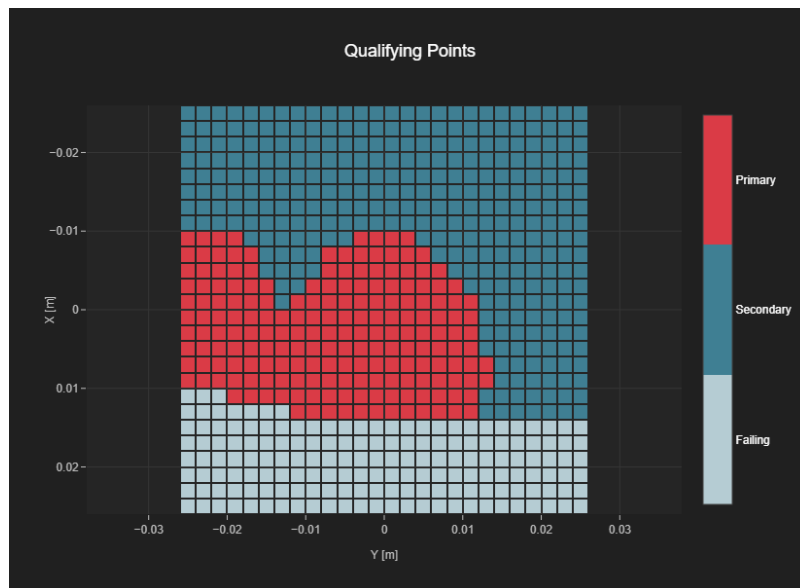 Qualifying Points
−0.02
−0.01
0
0.01
0.02
X [m]
−0.03
−0.02
−0.01
0
0.01
0.02
0.03
Y [m]
Primary
Secondary
Failing